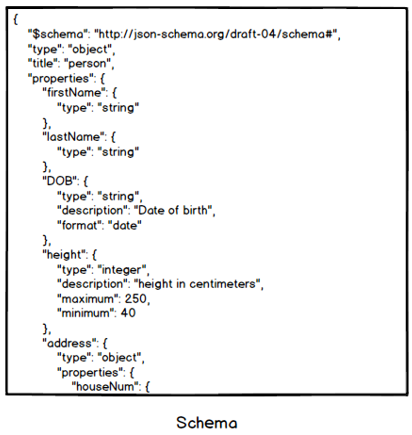 {
"$schema": "http://json-schema.org/draft-04/schema#",
"type": "object",
"title": "person",
"properties": {
"firstName": {
"type": "string"
},
"lastName": {
"type": "string"
},
"DOB": {
"type": "string",
"description": "Date of birth",
"format": "date"
},
"height": {
"type": "integer",
"description": "height in centimeters",
"maximum": 250,
"minimum": 40
},
"address": {
"type": "object",
"properties": {
"houseNum": {
Schema